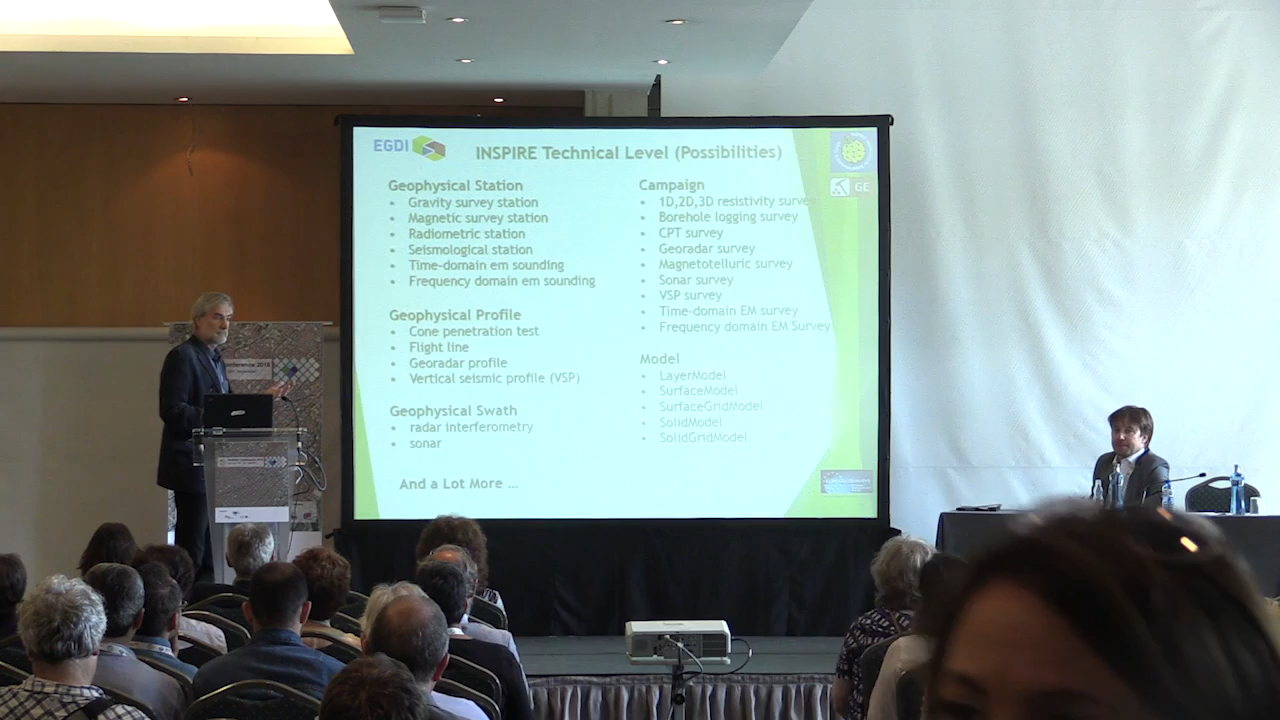 EGDI
INSPIRE Technical Level (Possibilities)
GE
Geophysical Station
• Gravity survey station
• Magnetic survey station
• Radiometric station
• Seismological station
• Time-domain em sounding
• Frequency domain em sounding
Geophysical Profile
• Cone penetration test
• Flight line
• Georadar profile
• Vertical seismic profile (VSP)
Geophysical Swath
• radar interferometry
• sonar
And a Lot More ...
Campaign
• 1D,2D,3D resistivity survey
• Borehole logging survey
• CPT survey
• Georadar survey
• Magnetotelluric survey
• Sonar survey
• VSP survey
• Time-domain EM survey
• Frequency domain EM Survey
Model
• LayerModel
• SurfaceModel
• SurfaceGridModel
• SolidModel
• SolidGridModel